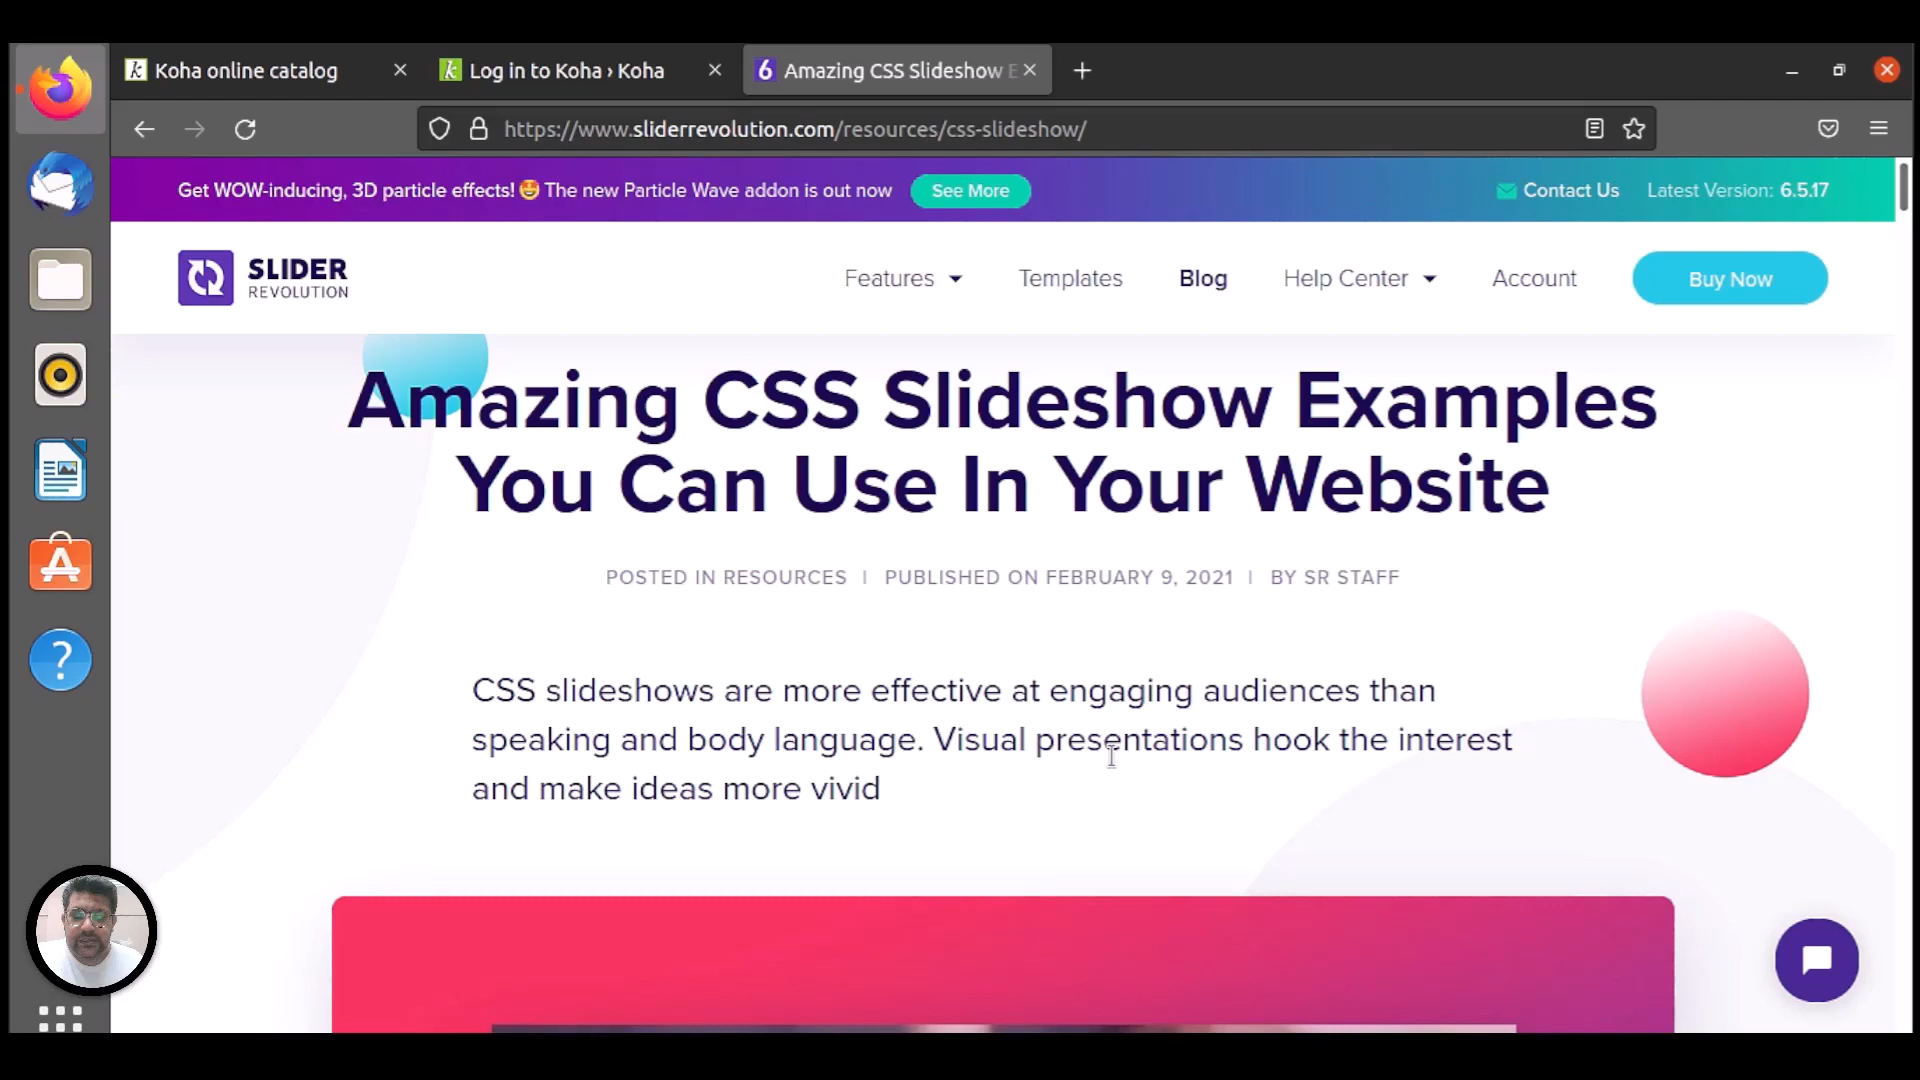 Koha online catalog
Log in to Koha › Koha
Amazing CSS Slideshow E
https://www.sliderrevolution.com/resources/css-slideshow/
Get WOW-inducing, 3D particle effects! 🤩 The new Particle Wave addon is out now
See More
Contact Us
Latest Version: 6.5.17
SLIDER
REVOLUTION
Features
Templates
Blog
Help Center
Account
Buy Now
Amazing CSS Slideshow Examples
You Can Use In Your Website
POSTED IN RESOURCES | PUBLISHED ON FEBRUARY 9, 2021 | BY SR STAFF
CSS slideshows are more effective at engaging audiences than
speaking and body language. Visual presentations hook the interest
and make ideas more vivid